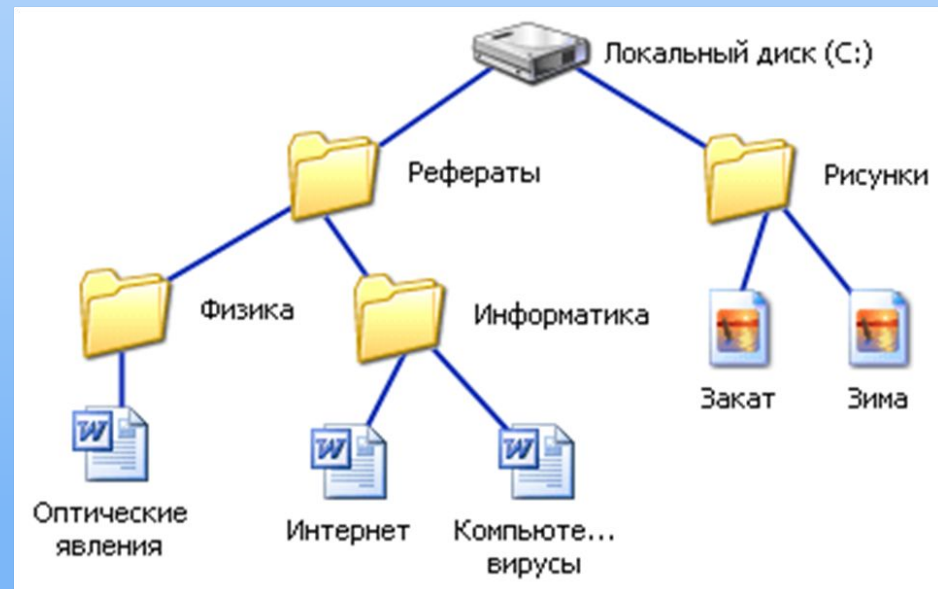 Локальный диск (C:)
Рефераты
Рисунки
Физика
Информатика
Закат
Зима
Оптические
явления
Интернет
Компьюте...
вирусы